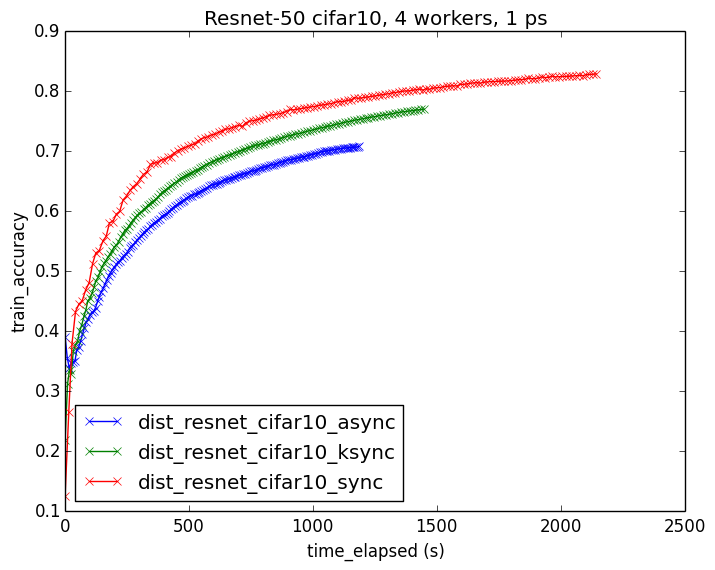 Resnet-50 cifar10, 4 workers, 1 ps
0.9
0.8
0.7
0.6
0.5
0.4
0.3
0.2
0.1
train_accuracy
dist_resnet_cifar10_async
dist_resnet_cifar10_ksync
dist_resnet_cifar10_sync
0 500 1000 1500 2000 2500
time_elapsed (s)